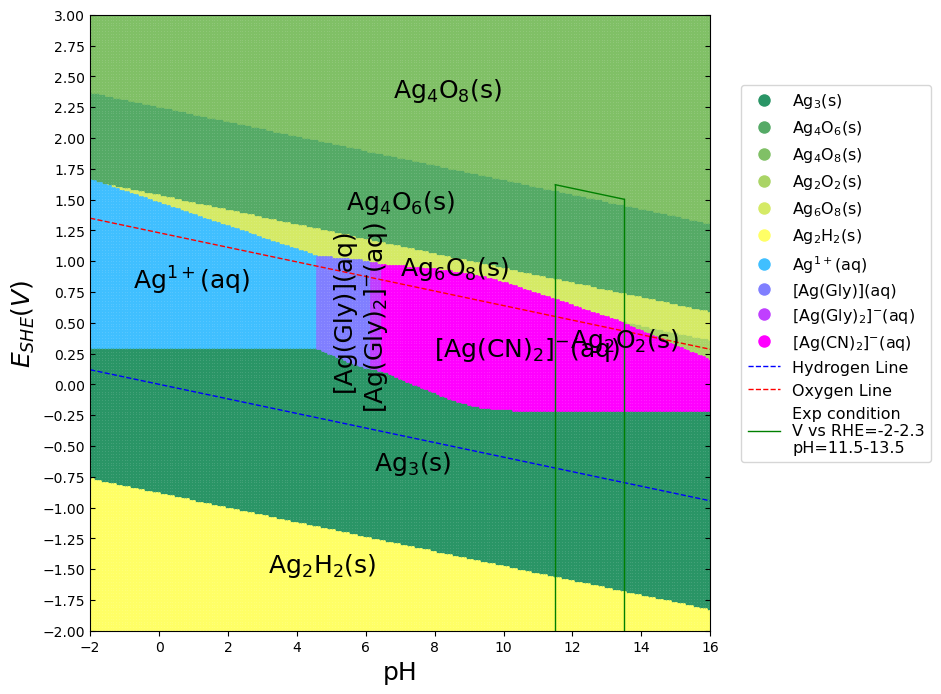 3.00
2.75
2.50
2.25
2.00
1.75
1.50
1.25
1.00
0.75
0.50
0.25
0.00
−0.25
−0.50
−0.75
−1.00
−1.25
−1.50
−1.75
−2.00
E_SHE(V)
Ag₄O₈(s)
Ag₄O₆(s)
Ag₆O₈(s)
Ag¹⁺(aq)
[Ag(Gly)](aq)
[Ag(Gly)₂]⁻(aq)
[Ag(CN)₂]⁻(aq)
Ag₂O₂(s)
Ag₃(s)
Ag₂H₂(s)
−2 0 2 4 6 8 10 12 14 16
pH
Ag₃(s)
Ag₄O₆(s)
Ag₄O₈(s)
Ag₂O₂(s)
Ag₆O₈(s)
Ag₂H₂(s)
Ag¹⁺(aq)
[Ag(Gly)](aq)
[Ag(Gly)₂]⁻(aq)
[Ag(CN)₂]⁻(aq)
Hydrogen Line
Oxygen Line
Exp condition
V vs RHE=-2-2.3
pH=11.5-13.5